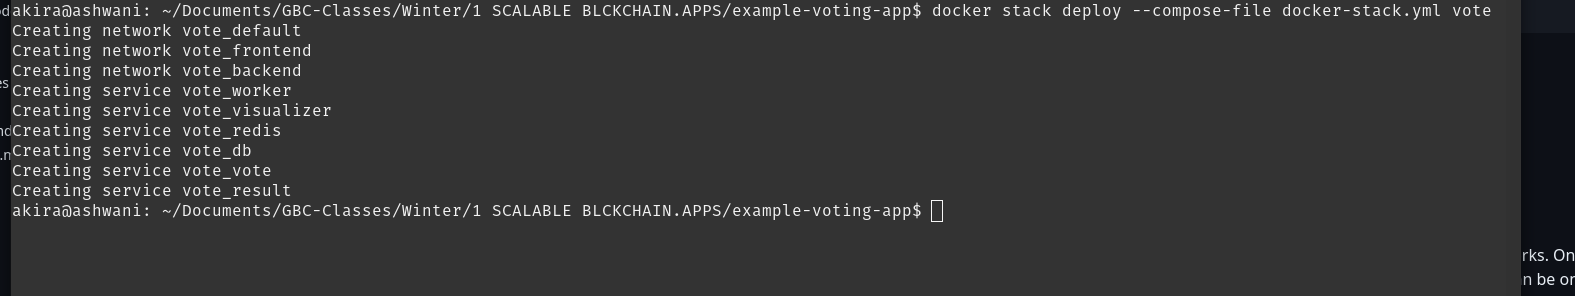 akira@ashwani: ~/Documents/GBC-Classes/Winter/1 SCALABLE BLCKCHAIN.APPS/example-voting-app$ docker stack deploy --compose-file docker-stack.yml vote
Creating network vote_default
Creating network vote_frontend
Creating network vote_backend
Creating service vote_worker
Creating service vote_visualizer
Creating service vote_redis
Creating service vote_db
Creating service vote_vote
Creating service vote_result
akira@ashwani: ~/Documents/GBC-Classes/Winter/1 SCALABLE BLCKCHAIN.APPS/example-voting-app$
rks. On
n be or